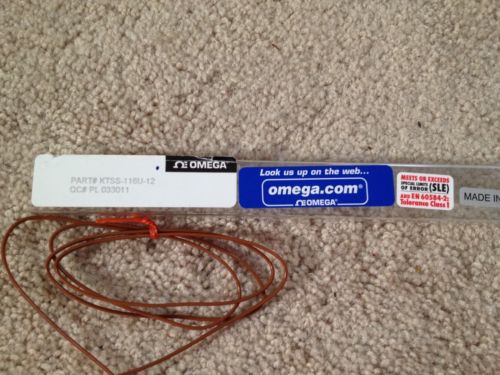 Ω OMEGA®
PART# KTSS-116U-12
QC# PL 033011
Look us up on the web...
omega.com®
Ω OMEGA®
MEETS OR EXCEEDS
SPECIAL LIMITS
OF ERROR (SLE)
AND EN 60584-2:
Tolerance Class 1
MADE IN